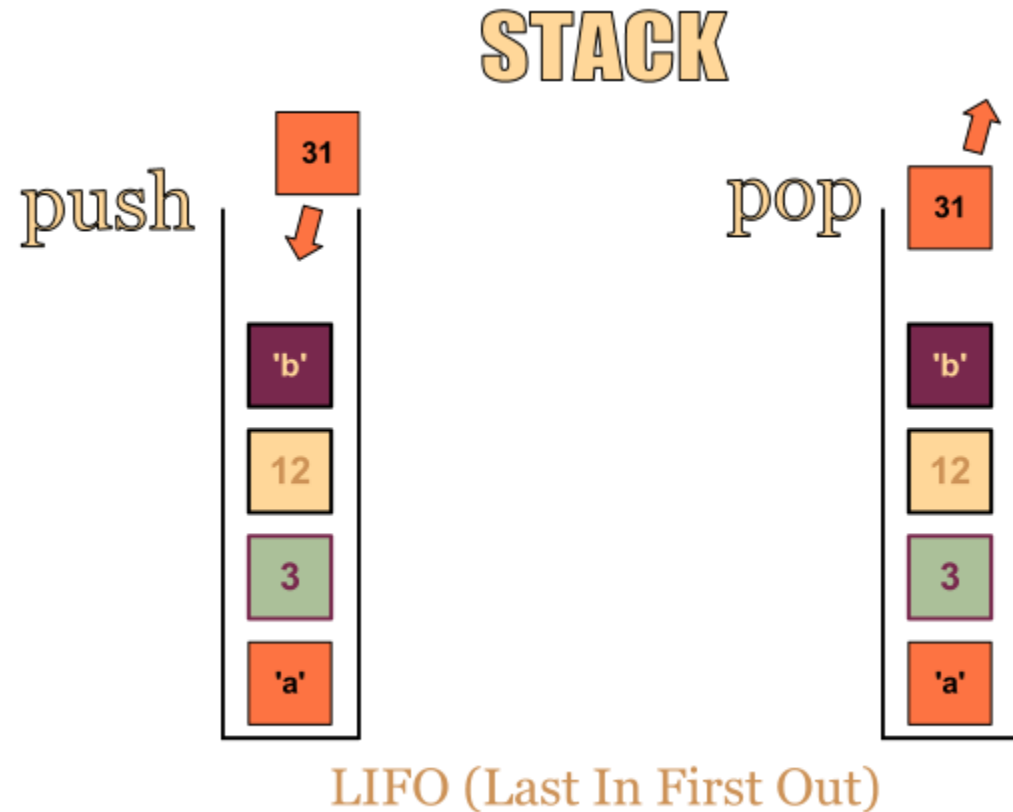 STACK
push
31
'b'
12
3
'a'
pop
31
'b'
12
3
'a'
LIFO (Last In First Out)